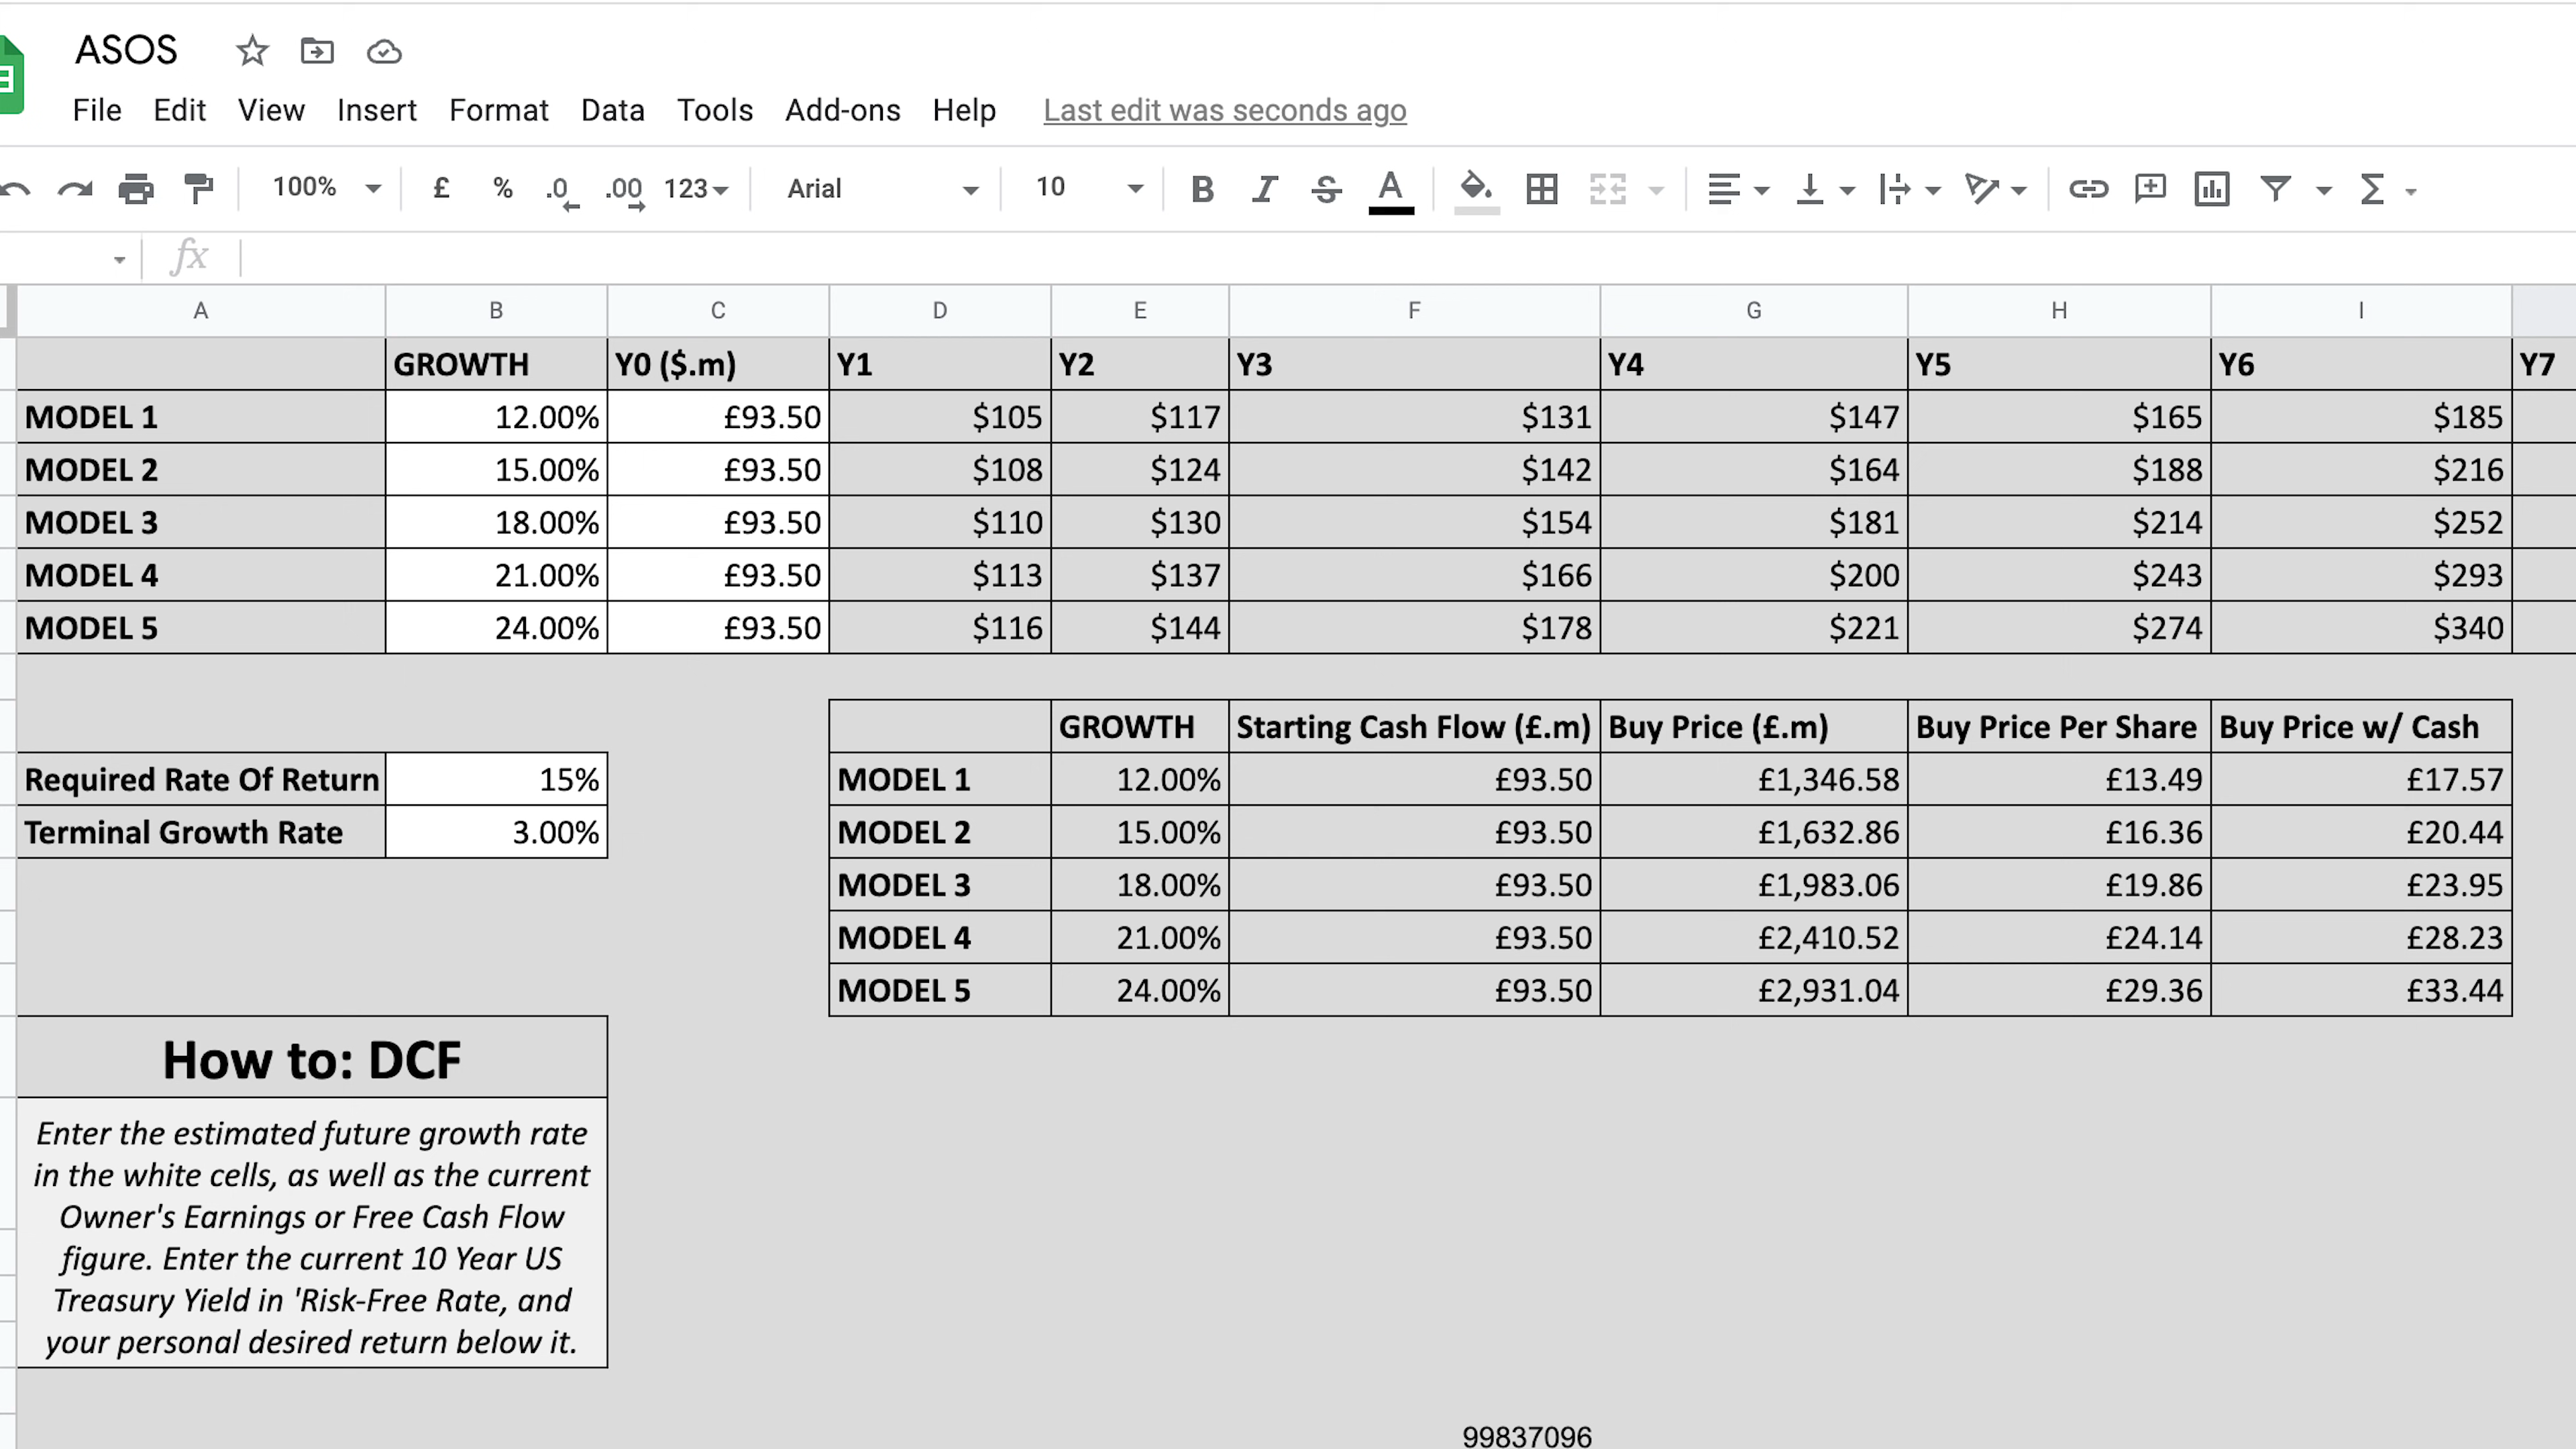 ASOS
File Edit View Insert Format Data Tools Add-ons Help Last edit was seconds ago
100% £ % .0 .00 123 Arial 10 B I S A
fx
A B C D E F G H I
GROWTH Y0 ($.m) Y1 Y2 Y3 Y4 Y5 Y6 Y7
MODEL 1 12.00% £93.50 $105 $117 $131 $147 $165 $185
MODEL 2 15.00% £93.50 $108 $124 $142 $164 $188 $216
MODEL 3 18.00% £93.50 $110 $130 $154 $181 $214 $252
MODEL 4 21.00% £93.50 $113 $137 $166 $200 $243 $293
MODEL 5 24.00% £93.50 $116 $144 $178 $221 $274 $340
GROWTH Starting Cash Flow (£.m) Buy Price (£.m) Buy Price Per Share Buy Price w/ Cash
Required Rate Of Return 15% MODEL 1 12.00% £93.50 £1,346.58 £13.49 £17.57
Terminal Growth Rate 3.00% MODEL 2 15.00% £93.50 £1,632.86 £16.36 £20.44
MODEL 3 18.00% £93.50 £1,983.06 £19.86 £23.95
MODEL 4 21.00% £93.50 £2,410.52 £24.14 £28.23
MODEL 5 24.00% £93.50 £2,931.04 £29.36 £33.44
How to: DCF
Enter the estimated future growth rate
in the white cells, as well as the current
Owner's Earnings or Free Cash Flow
figure. Enter the current 10 Year US
Treasury Yield in 'Risk-Free Rate, and
your personal desired return below it.
99837096